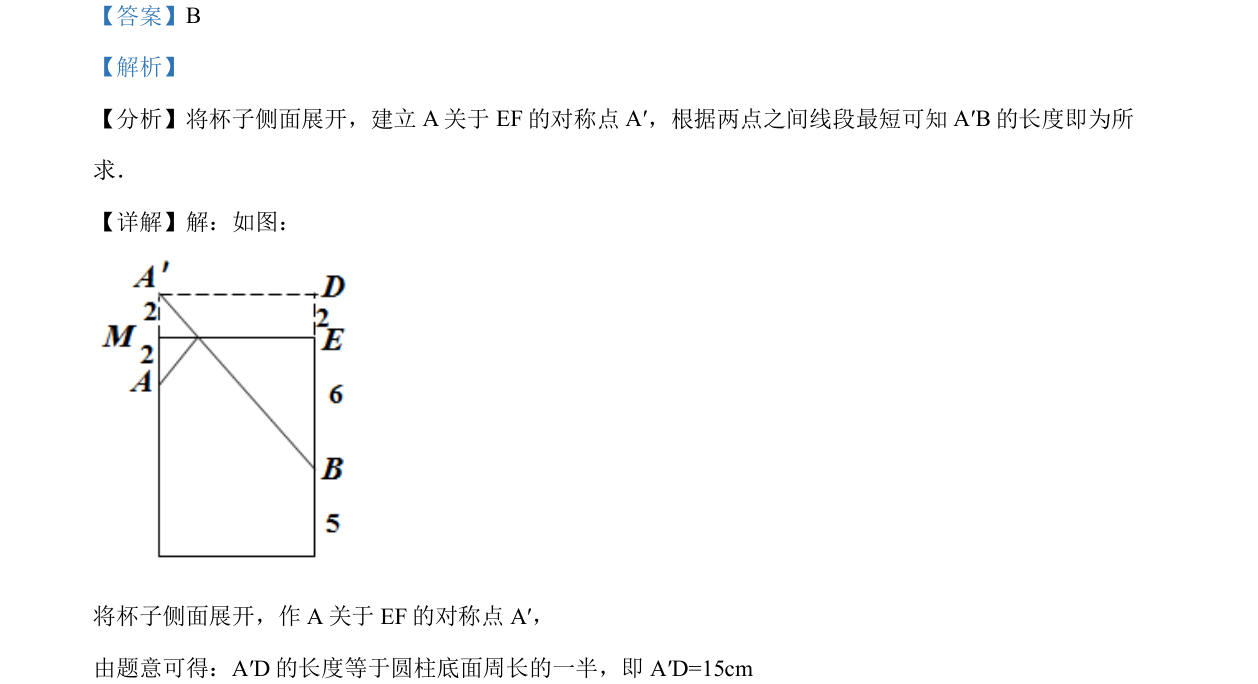 【答案】B
【解析】
【分析】将杯子侧面展开，建立 A 关于 EF 的对称点 A′，根据两点之间线段最短可知 A′B 的长度即为所
求．
【详解】解：如图：
A′
D
2
2
M
E
2
A
6
B
5
将杯子侧面展开，作 A 关于 EF 的对称点 A′，
由题意可得：A′D 的长度等于圆柱底面周长的一半，即 A′D=15cm